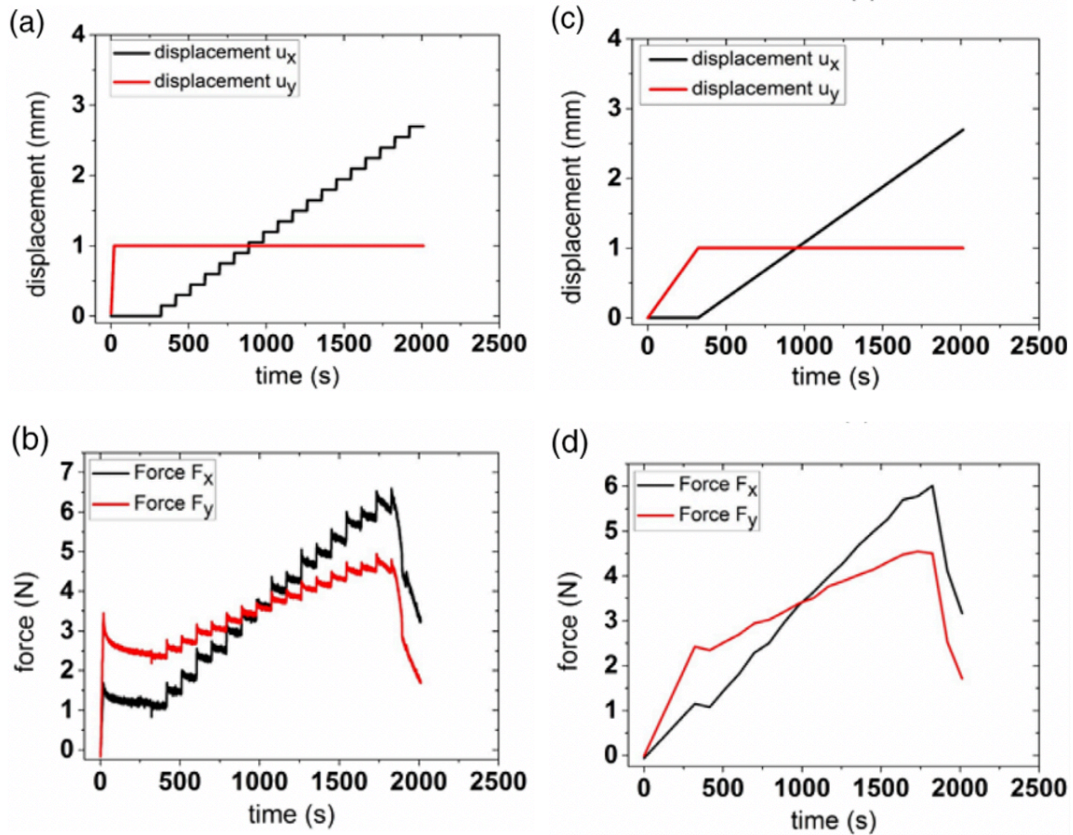 (a)
displacement ux
displacement uy
displacement (mm)
4
3
2
1
0
0 500 1000 1500 2000 2500
time (s)
(c)
displacement ux
displacement uy
displacement (mm)
4
3
2
1
0
0 500 1000 1500 2000 2500
time (s)
(b)
Force Fx
Force Fy
force (N)
7
6
5
4
3
2
1
0
0 500 1000 1500 2000 2500
time (s)
(d)
Force Fx
Force Fy
force (N)
6
5
4
3
2
1
0
0 500 1000 1500 2000 2500
time (s)